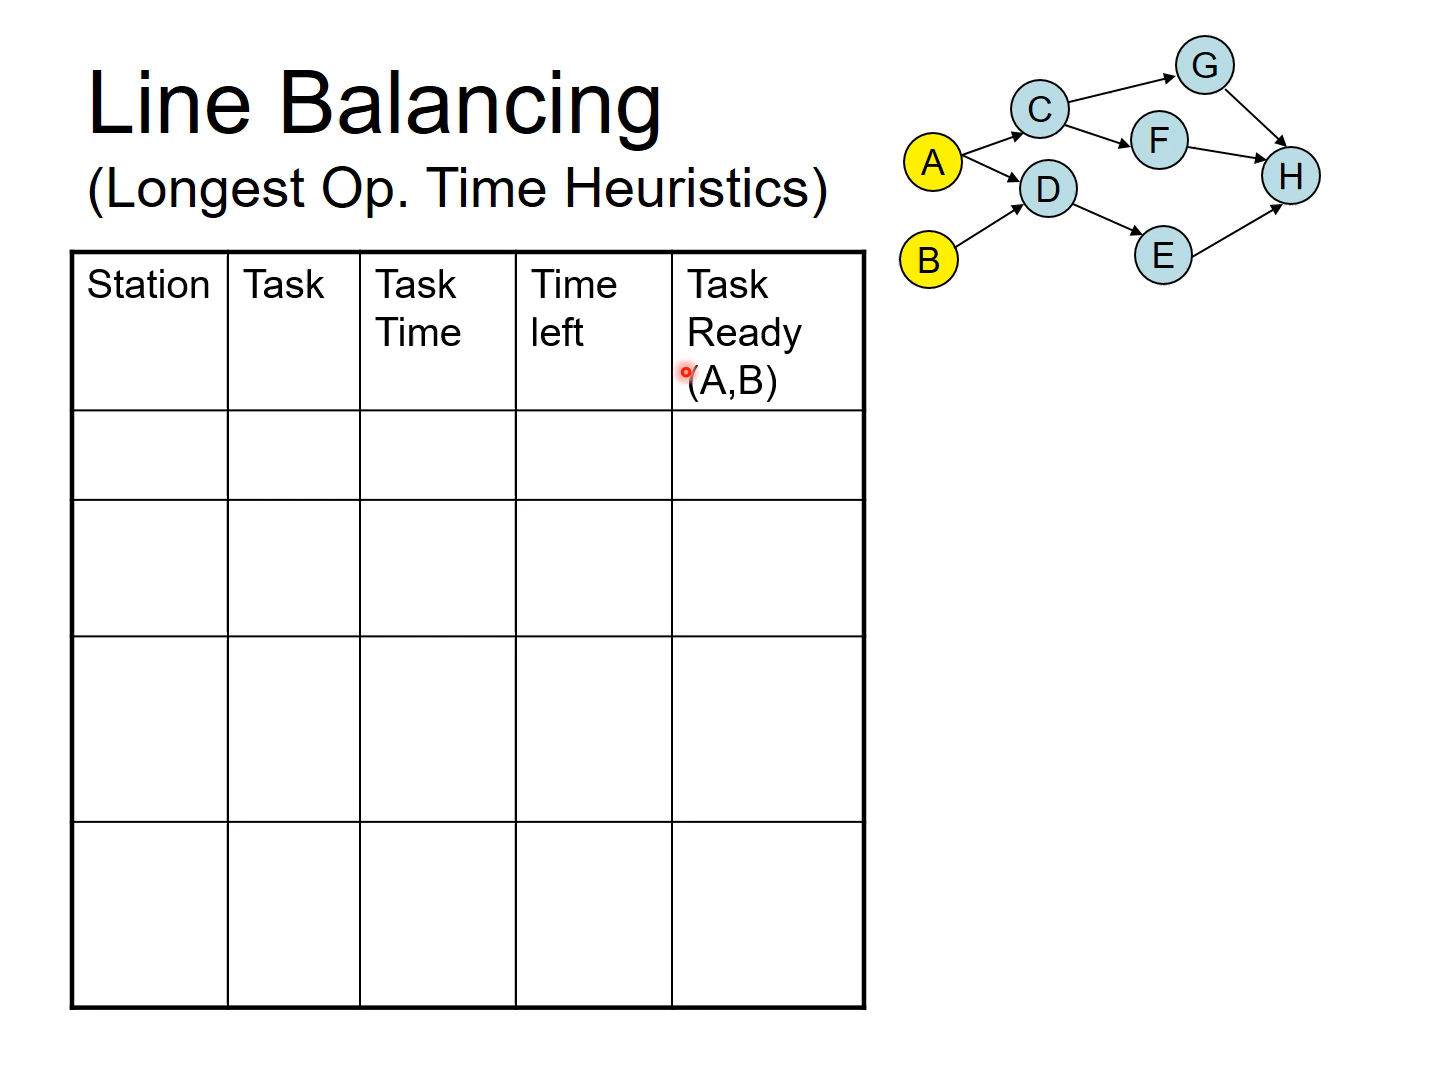 Line Balancing
(Longest Op. Time Heuristics)
Station
Task
Task
Time
Time
left
Task
Ready
(A,B)
G
C
F
A
H
D
B
E